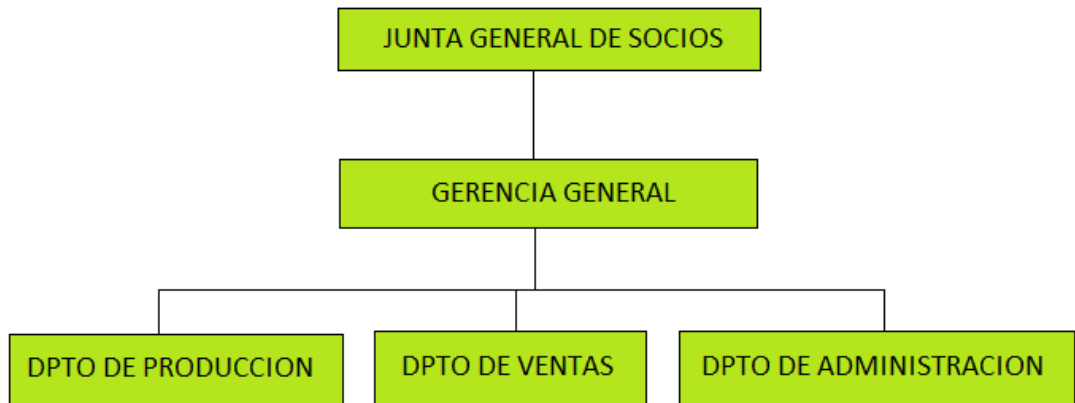 JUNTA GENERAL DE SOCIOS
GERENCIA GENERAL
DPTO DE PRODUCCION
DPTO DE VENTAS
DPTO DE ADMINISTRACION